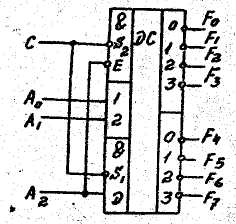 & DC 0 F₀
C S₂ 1 F₁
E 2 F₂
3 F₃
A₀ 1
A₁ 2
& 0 F₄
1 F₅
S₁ 2 F₆
A₂ D 3 F₇